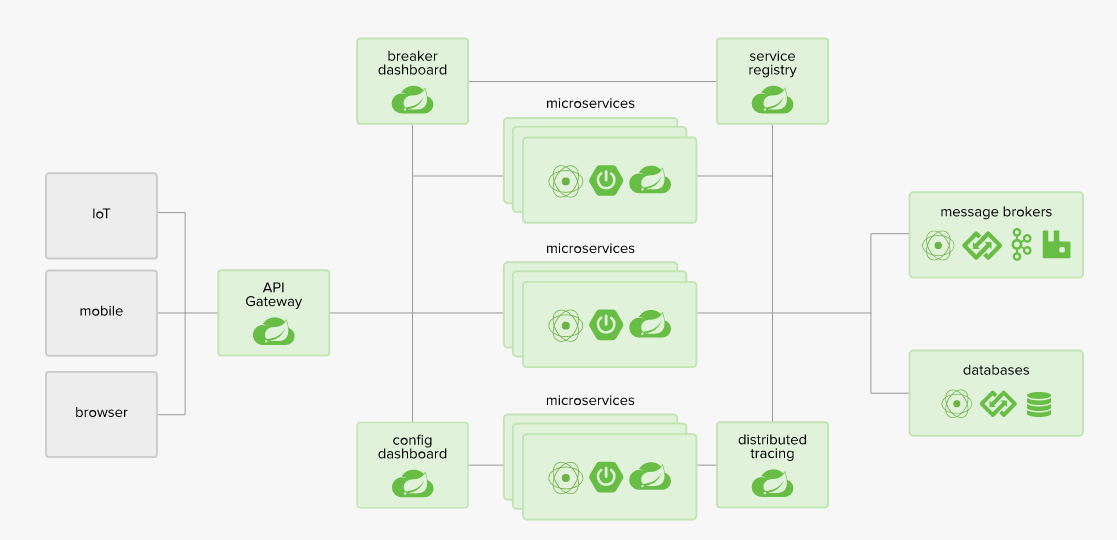 breaker
dashboard
service
registry
microservices
IoT
message brokers
microservices
API
Gateway
mobile
databases
microservices
browser
config
dashboard
distributed
tracing